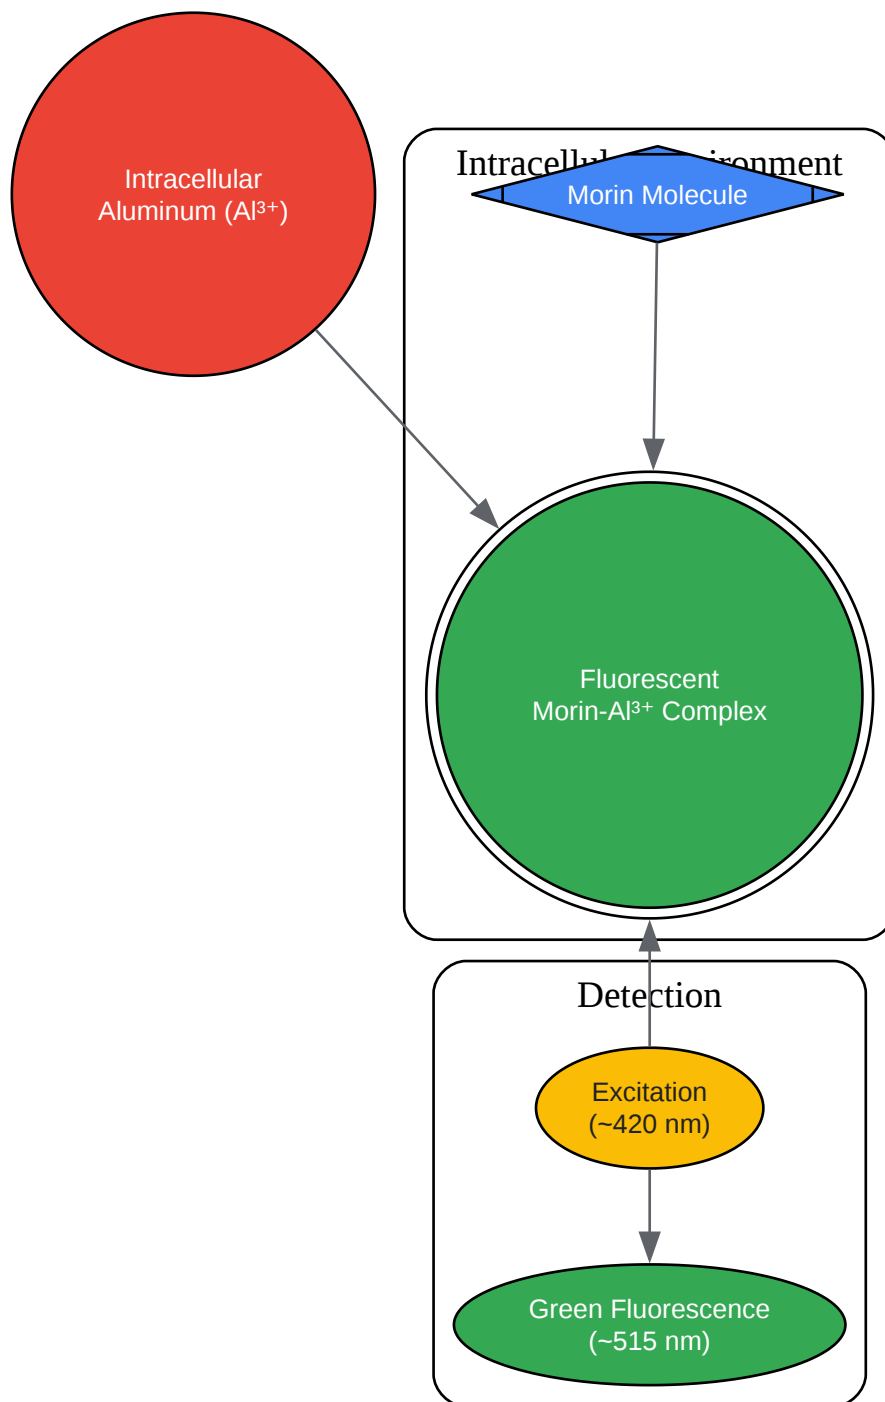 Intracellular
Aluminum (Al³⁺)
Morin Molecule
Fluorescent
Morin-Al³⁺ Complex
Detection
Excitation
(~420 nm)
Green Fluorescence
(~515 nm)